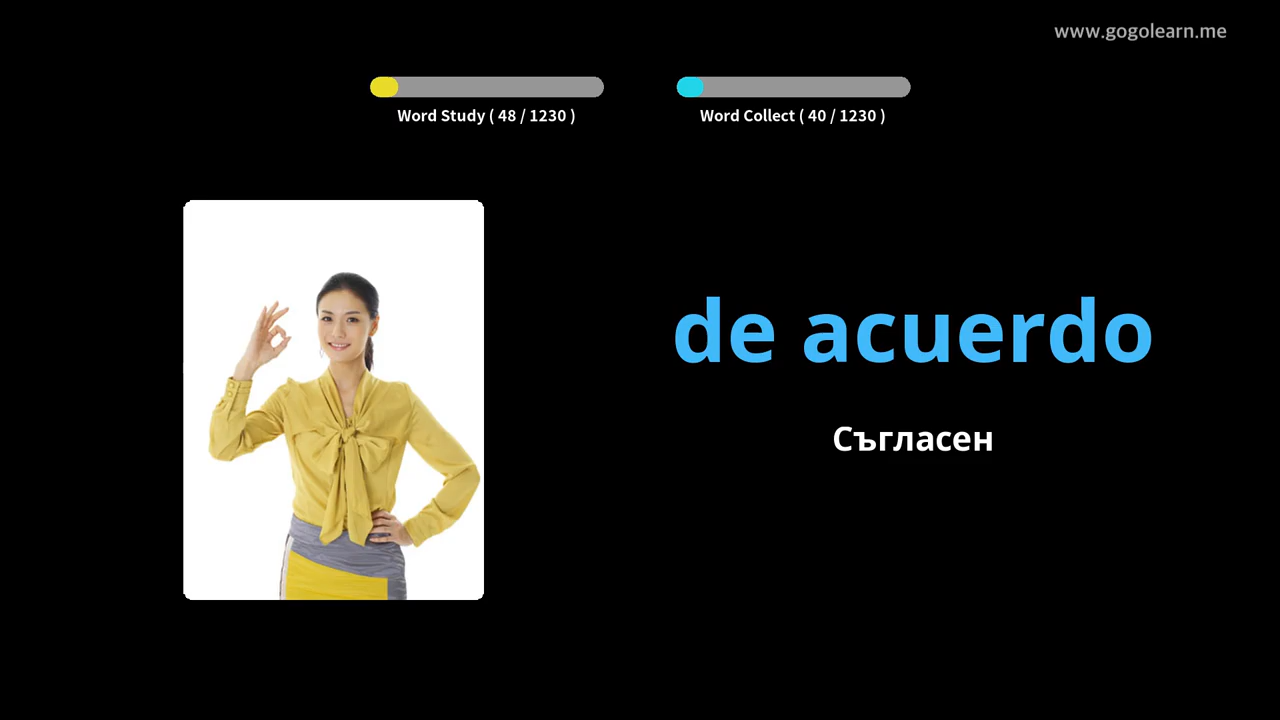 www.gogolearn.me
Word Study ( 48 / 1230 )
Word Collect ( 40 / 1230 )
de acuerdo
Съгласен